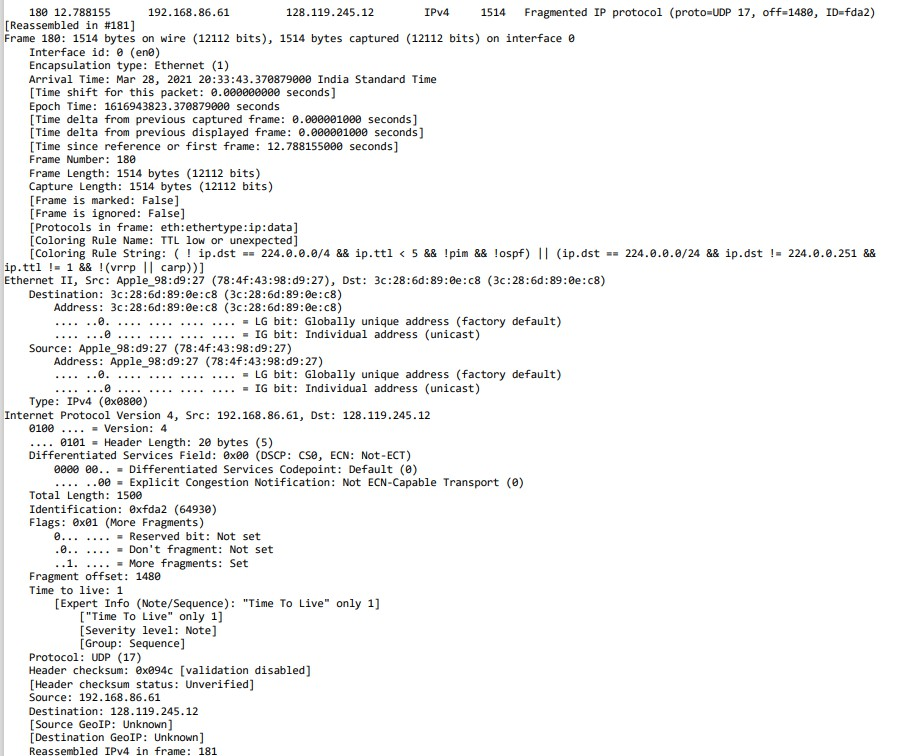 180 12.788155 192.168.86.61 128.119.245.12 IPv4 1514 Fragmented IP protocol (proto=UDP 17, off=1480, ID=fda2)
[Reassembled in #181]
Frame 180: 1514 bytes on wire (12112 bits), 1514 bytes captured (12112 bits) on interface 0
Interface id: 0 (en0)
Encapsulation type: Ethernet (1)
Arrival Time: Mar 28, 2021 20:33:43.370879000 India Standard Time
[Time shift for this packet: 0.000000000 seconds]
Epoch Time: 1616943823.370879000 seconds
[Time delta from previous captured frame: 0.000001000 seconds]
[Time delta from previous displayed frame: 0.000001000 seconds]
[Time since reference or first frame: 12.788155000 seconds]
Frame Number: 180
Frame Length: 1514 bytes (12112 bits)
Capture Length: 1514 bytes (12112 bits)
[Frame is marked: False]
[Frame is ignored: False]
[Protocols in frame: eth:ethertype:ip:data]
[Coloring Rule Name: TTL low or unexpected]
[Coloring Rule String: ( ! ip.dst == 224.0.0.0/4 && ip.ttl < 5 && !pim && !ospf) || (ip.dst == 224.0.0.0/24 && ip.dst != 224.0.0.251 &&
ip.ttl != 1 && !(vrrp || carp))]
Ethernet II, Src: Apple_98:d9:27 (78:4f:43:98:d9:27), Dst: 3c:28:6d:89:0e:c8 (3c:28:6d:89:0e:c8)
Destination: 3c:28:6d:89:0e:c8 (3c:28:6d:89:0e:c8)
Address: 3c:28:6d:89:0e:c8 (3c:28:6d:89:0e:c8)
.... ..0. .... .... .... .... = LG bit: Globally unique address (factory default)
.... ...0 .... .... .... .... = IG bit: Individual address (unicast)
Source: Apple_98:d9:27 (78:4f:43:98:d9:27)
Address: Apple_98:d9:27 (78:4f:43:98:d9:27)
.... ..0. .... .... .... .... = LG bit: Globally unique address (factory default)
.... ...0 .... .... .... .... = IG bit: Individual address (unicast)
Type: IPv4 (0x0800)
Internet Protocol Version 4, Src: 192.168.86.61, Dst: 128.119.245.12
0100 .... = Version: 4
.... 0101 = Header Length: 20 bytes (5)
Differentiated Services Field: 0x00 (DSCP: CS0, ECN: Not-ECT)
0000 00.. = Differentiated Services Codepoint: Default (0)
.... ..00 = Explicit Congestion Notification: Not ECN-Capable Transport (0)
Total Length: 1500
Identification: 0xfda2 (64930)
Flags: 0x01 (More Fragments)
0... .... = Reserved bit: Not set
.0.. .... = Don't fragment: Not set
..1. .... = More fragments: Set
Fragment offset: 1480
Time to live: 1
[Expert Info (Note/Sequence): "Time To Live" only 1]
["Time To Live" only 1]
[Severity level: Note]
[Group: Sequence]
Protocol: UDP (17)
Header checksum: 0x094c [validation disabled]
[Header checksum status: Unverified]
Source: 192.168.86.61
Destination: 128.119.245.12
[Source GeoIP: Unknown]
[Destination GeoIP: Unknown]
Reassembled IPv4 in frame: 181